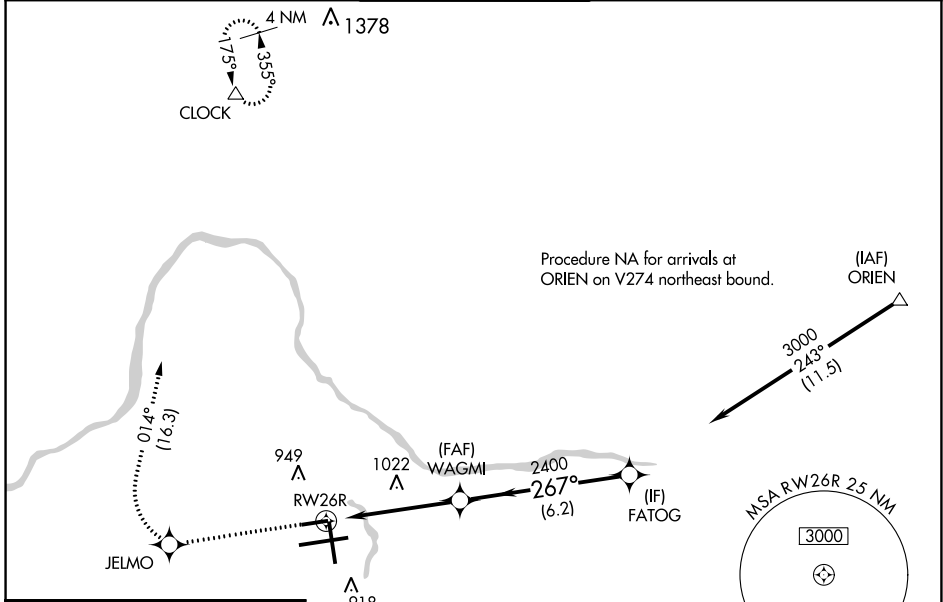 4 NM
1378
175°
355°
CLOCK
Procedure NA for arrivals at
ORIEN on V274 northeast bound.
(IAF)
ORIEN
3000
243°
(11.5)
014°
(16.3)
949
1022
(FAF)
WAGMI
2400
267°
(6.2)
(IF)
FATOG
RW26R
JELMO
MSA RW26R 25 NM
3000